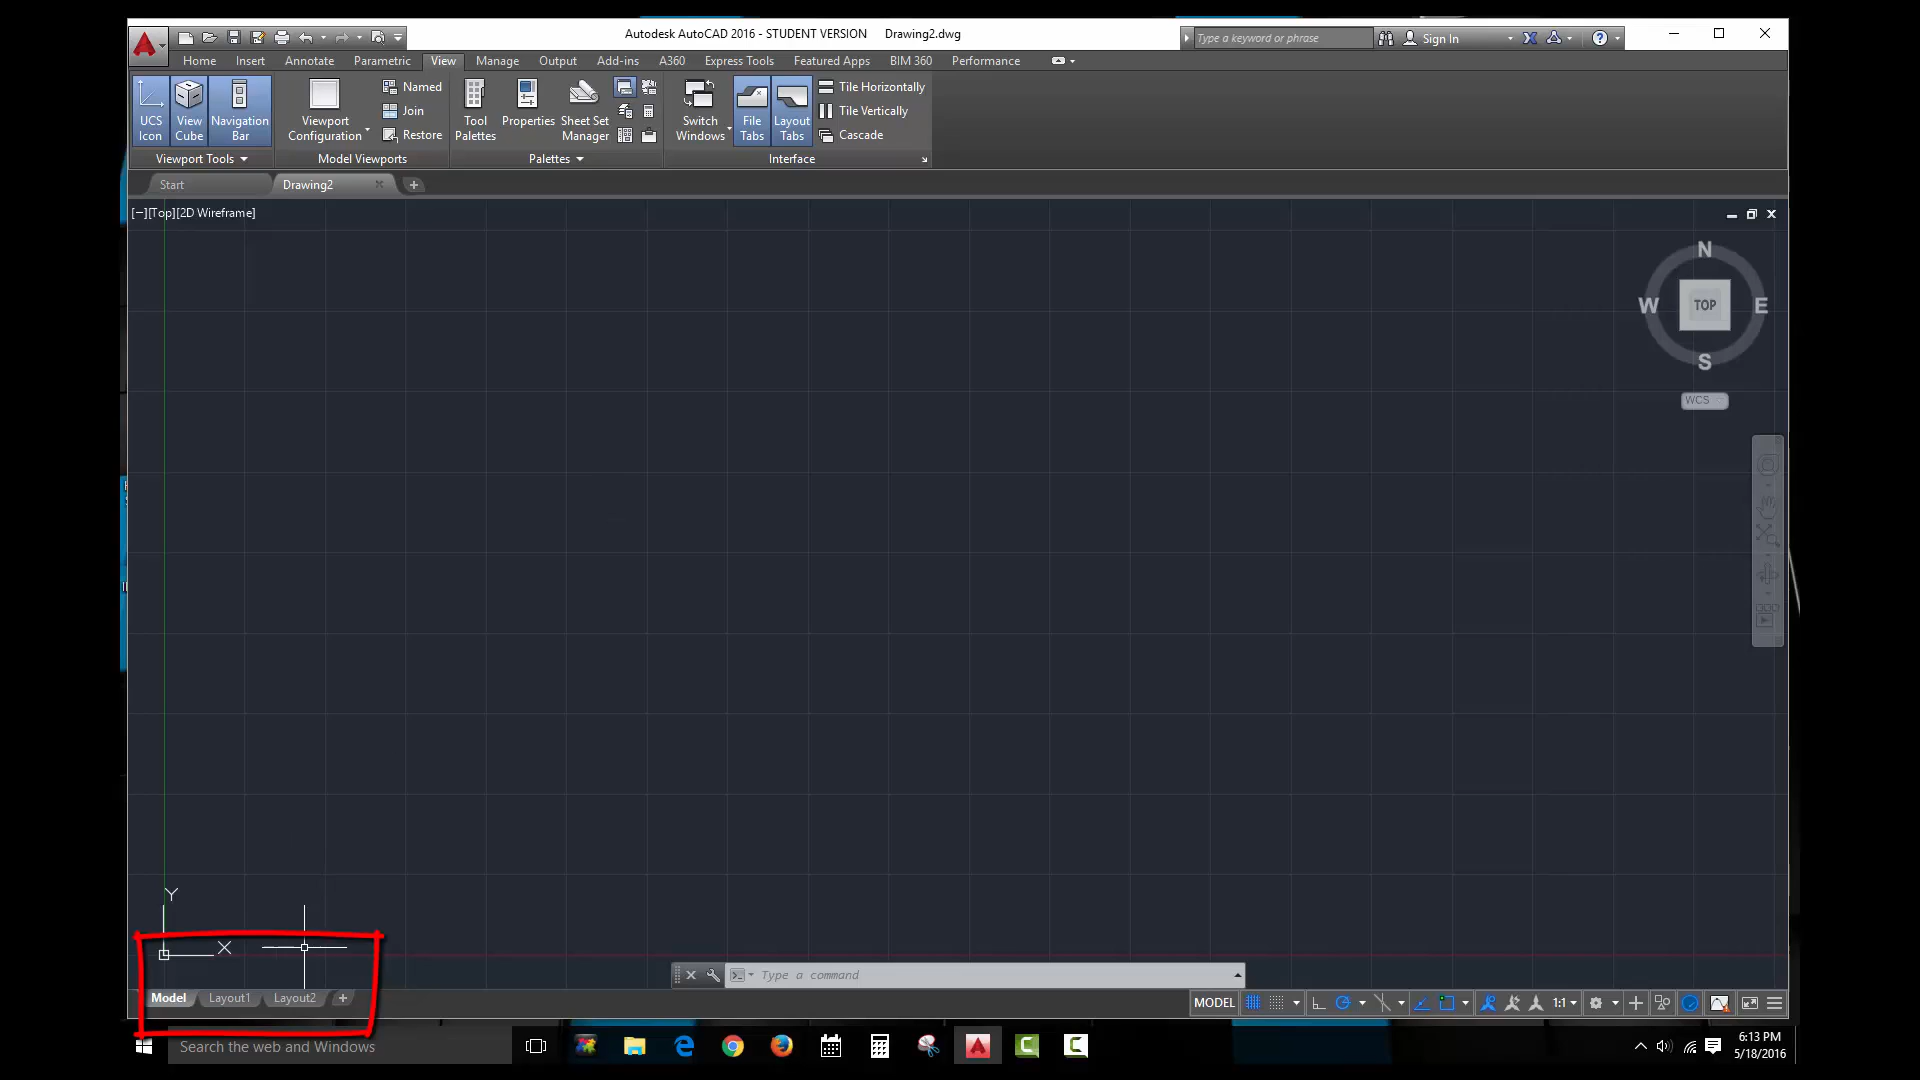 Autodesk AutoCAD 2016 - STUDENT VERSION Drawing2.dwg
Type a keyword or phrase
Sign In
Home Insert Annotate Parametric View Manage Output Add-ins A360 Express Tools Featured Apps BIM 360 Performance
UCS Icon
View Cube
Navigation Bar
Viewport Tools
Viewport Configuration
Named
Join
Restore
Model Viewports
Tool Palettes
Properties
Sheet Set Manager
Palettes
Switch Windows
File Tabs
Layout Tabs
Tile Horizontally
Tile Vertically
Cascade
Interface
Start Drawing2
[−][Top][2D Wireframe]
N
W TOP E
S
WCS
Y
X
Type a command
Model Layout1 Layout2 +
MODEL 1:1
Search the web and Windows
6:13 PM
5/18/2016